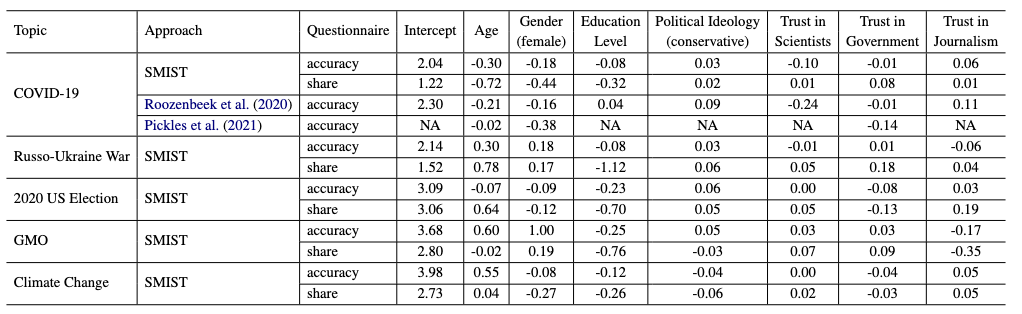 Topic Approach Questionnaire Intercept Age Gender (female) Education Level Political Ideology (conservative) Trust in Scientists Trust in Government Trust in Journalism
COVID-19 SMIST accuracy 2.04 -0.30 -0.18 -0.08 0.03 -0.10 -0.01 0.06
share 1.22 -0.72 -0.44 -0.32 0.02 0.01 0.08 0.01
Roozenbeek et al. (2020) accuracy 2.30 -0.21 -0.16 0.04 0.09 -0.24 -0.01 0.11
Pickles et al. (2021) accuracy NA -0.02 -0.38 NA NA NA -0.14 NA
Russo-Ukraine War SMIST accuracy 2.14 0.30 0.18 -0.08 0.03 -0.01 0.01 -0.06
share 1.52 0.78 0.17 -1.12 0.06 0.05 0.18 0.04
2020 US Election SMIST accuracy 3.09 -0.07 -0.09 -0.23 0.06 0.00 -0.08 0.03
share 3.06 0.64 -0.12 -0.70 0.05 0.05 -0.13 0.19
GMO SMIST accuracy 3.68 0.60 1.00 -0.25 0.05 0.03 0.03 -0.17
share 2.80 -0.02 0.19 -0.76 -0.03 0.07 0.09 -0.35
Climate Change SMIST accuracy 3.98 0.55 -0.08 -0.12 -0.04 0.00 -0.04 0.05
share 2.73 0.04 -0.27 -0.26 -0.06 0.02 -0.03 0.05